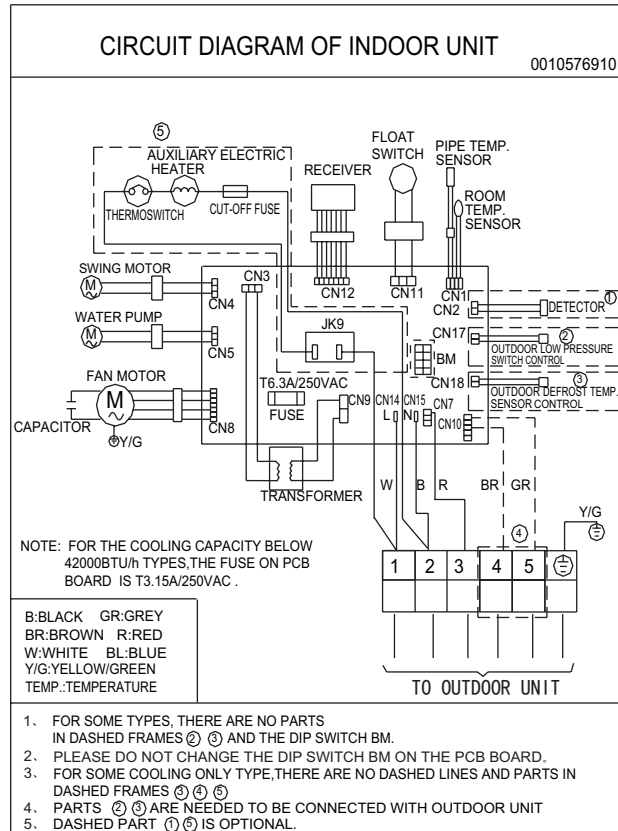 CIRCUIT DIAGRAM OF INDOOR UNIT
0010576910
⑤
AUXILIARY ELECTRIC
HEATER
THERMOSWITCH
CUT-OFF FUSE
RECEIVER
FLOAT
SWITCH
PIPE TEMP.
SENSOR
ROOM
TEMP.
SENSOR
SWING MOTOR
M
CN4
CN3
CN12
CN11
CN1
CN2
DETECTOR
①
WATER PUMP
M
CN5
JK9
BM
CN17
②
OUTDOOR LOW PRESSURE
SWITCH CONTROL
CN18
③
OUTDOOR DEFROST TEMP.
SENSOR CONTROL
FAN MOTOR
M
CAPACITOR
Y/G
CN8
T6.3A/250VAC
FUSE
CN9
CN14
L
CN15
N
CN7
CN10
TRANSFORMER
W
B
R
BR
GR
④
Y/G
1 2 3 4 5
TO OUTDOOR UNIT
NOTE: FOR THE COOLING CAPACITY BELOW
42000BTU/h TYPES,THE FUSE ON PCB
BOARD IS T3.15A/250VAC .
B:BLACK GR:GREY
BR:BROWN R:RED
W:WHITE BL:BLUE
Y/G:YELLOW/GREEN
TEMP.:TEMPERATURE
1、 FOR SOME TYPES, THERE ARE NO PARTS
IN DASHED FRAMES ② ③ AND THE DIP SWITCH BM.
2、 PLEASE DO NOT CHANGE THE DIP SWITCH BM ON THE PCB BOARD。
3、 FOR SOME COOLING ONLY TYPE,THERE ARE NO DASHED LINES AND PARTS IN
DASHED FRAMES ③ ④ ⑤
4、 PARTS ② ③ ARE NEEDED TO BE CONNECTED WITH OUTDOOR UNIT
5、 DASHED PART ① ⑤ IS OPTIONAL.